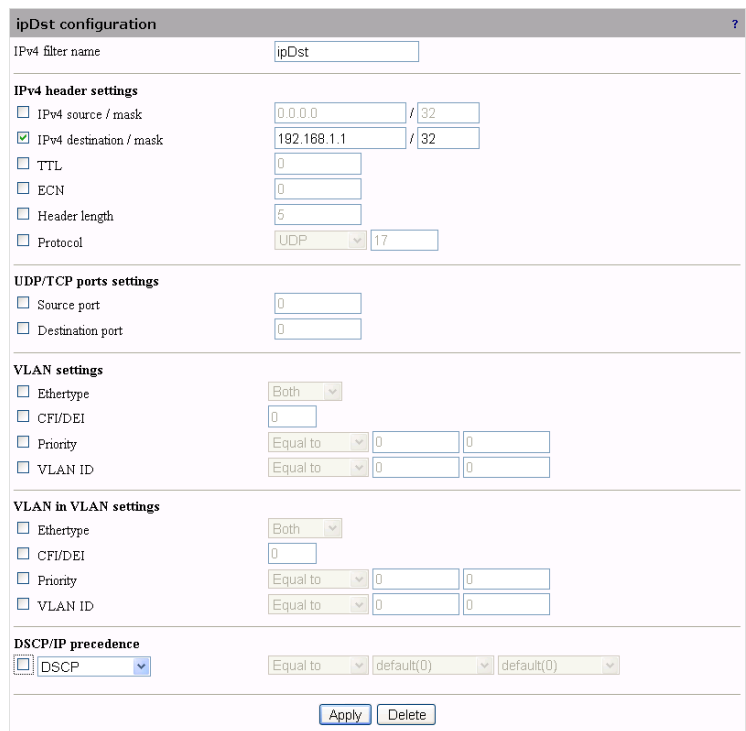 ipDst configuration ?
IPv4 filter name ipDst
IPv4 header settings
IPv4 source / mask 0.0.0.0 / 32
IPv4 destination / mask 192.168.1.1 / 32
TTL 0
ECN 0
Header length 5
Protocol UDP 17
UDP/TCP ports settings
Source port 0
Destination port 0
VLAN settings
Ethertype Both
CFI/DEI 0
Priority Equal to 0 0
VLAN ID Equal to 0 0
VLAN in VLAN settings
Ethertype Both
CFI/DEI 0
Priority Equal to 0 0
VLAN ID Equal to 0 0
DSCP/IP precedence
DSCP Equal to default(0) default(0)
Apply Delete